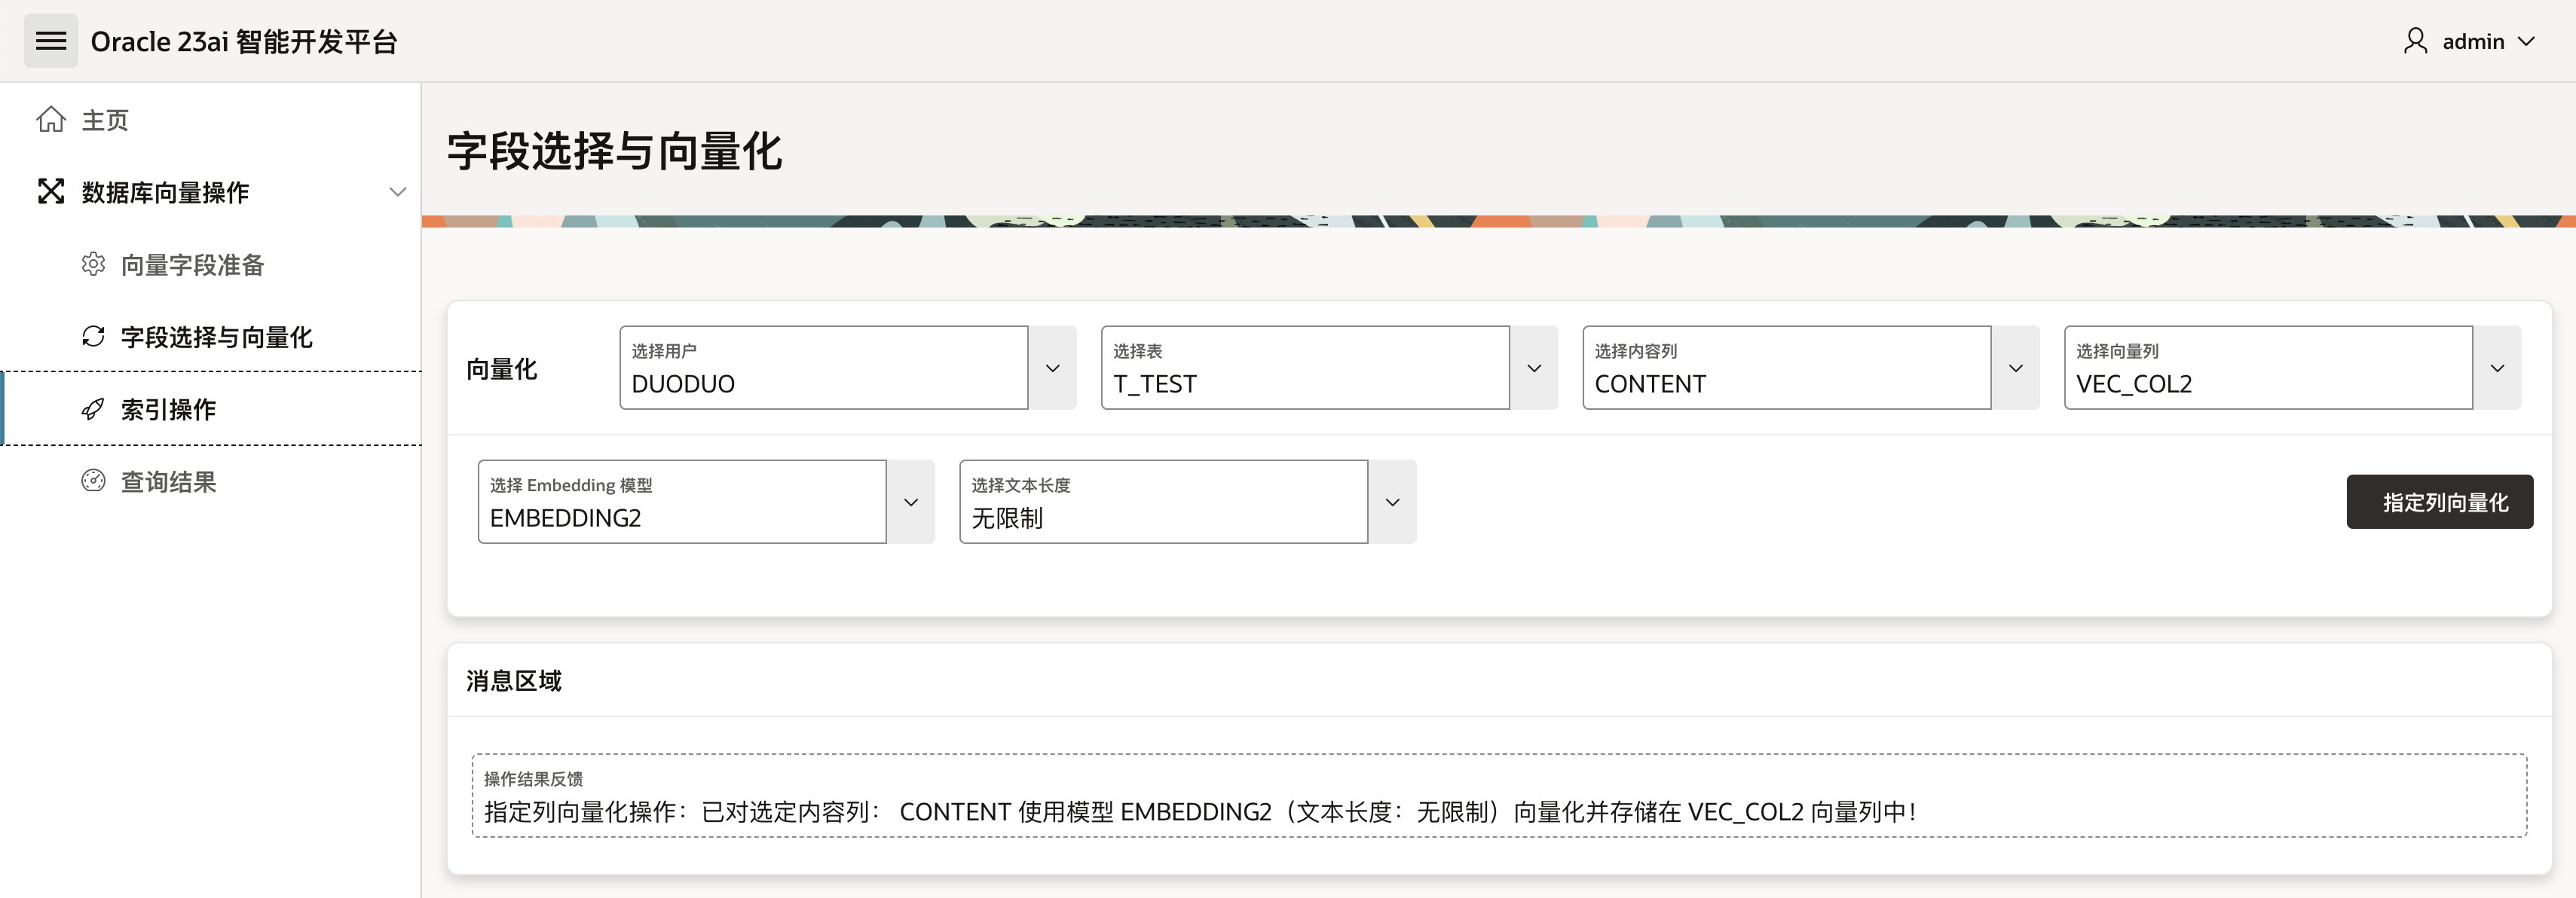 Oracle 23ai 智能开发平台
admin
主页
数据库向量操作
向量字段准备
字段选择与向量化
索引操作
查询结果
字段选择与向量化
向量化
选择用户
DUODUO
选择表
T_TEST
选择内容列
CONTENT
选择向量列
VEC_COL2
选择 Embedding 模型
EMBEDDING2
选择文本长度
无限制
指定列向量化
消息区域
操作结果反馈
指定列向量化操作：已对选定内容列： CONTENT 使用模型 EMBEDDING2（文本长度：无限制）向量化并存储在 VEC_COL2 向量列中！